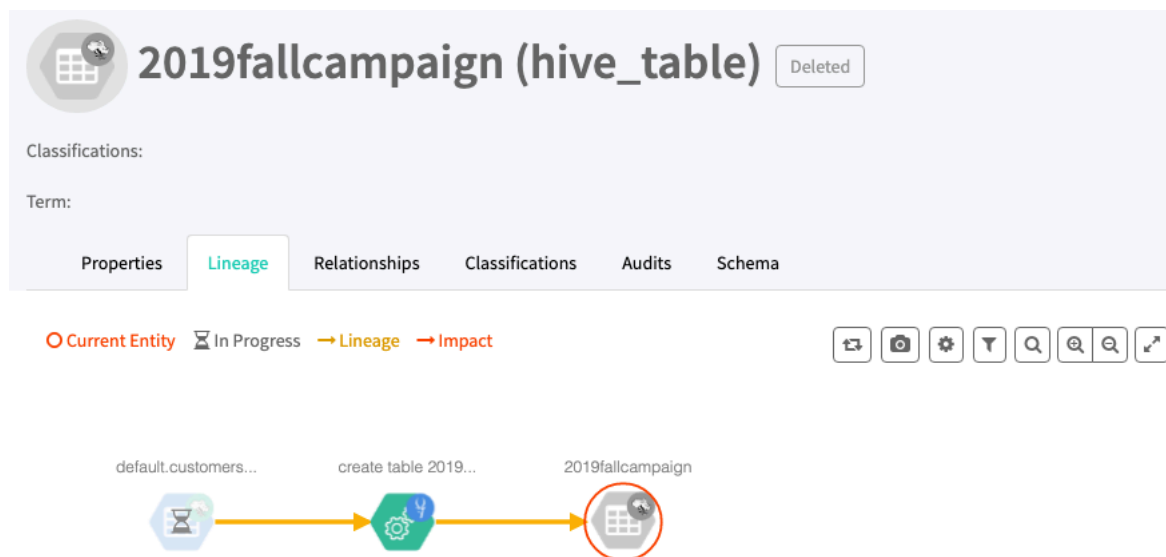 2019fallcampaign (hive_table) Deleted
Classifications:
Term:
Properties Lineage Relationships Classifications Audits Schema
Current Entity In Progress Lineage Impact
default.customers... create table 2019... 2019fallcampaign